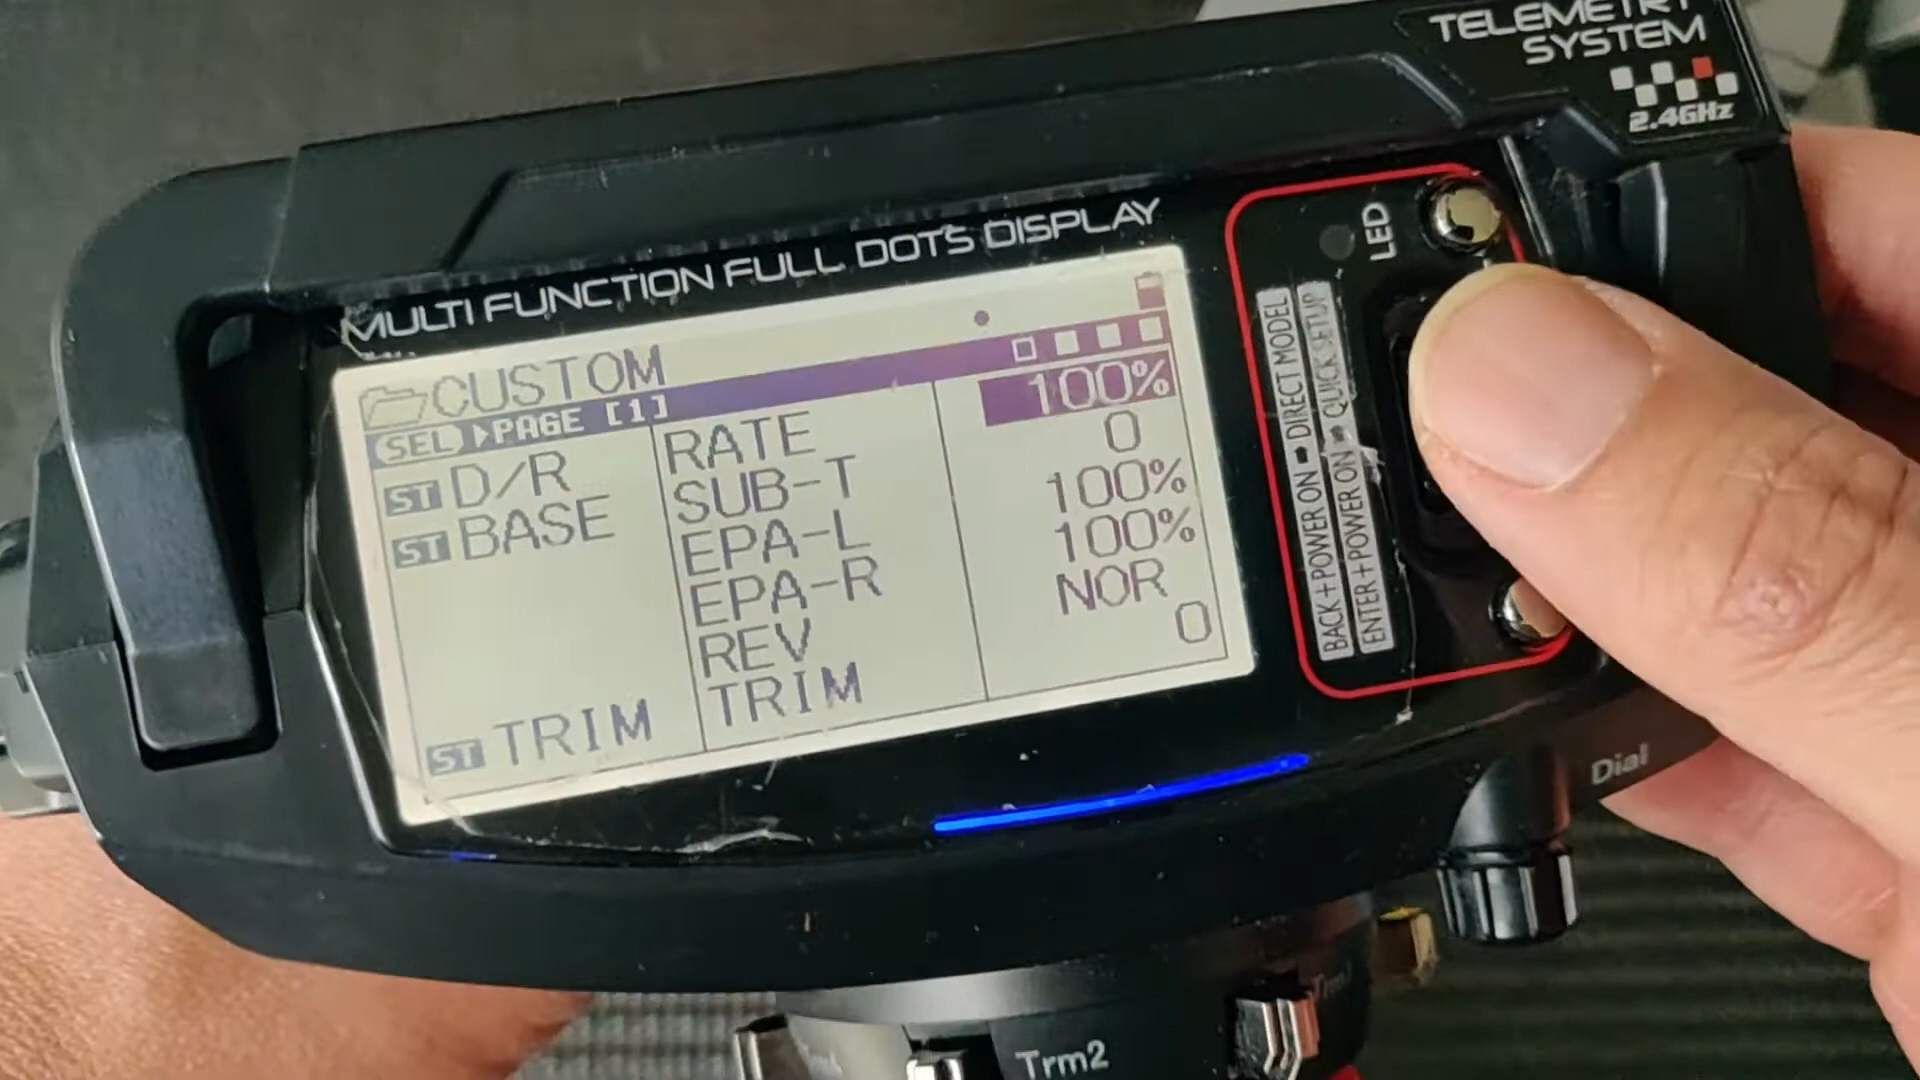 TELEMETRY
SYSTEM
2.4GHz
MULTI FUNCTION FULL DOTS DISPLAY
LED
BACK+POWER ON ➡ DIRECT MODEL
ENTER+POWER ON ➡ QUICK SETUP
CUSTOM
SEL ▶PAGE [1]
ST D/R RATE 100%
ST BASE SUB-T 0
EPA-L 100%
EPA-R 100%
REV NOR
ST TRIM TRIM 0
Dial
Trm2